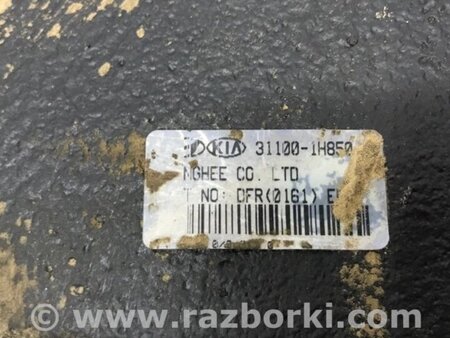 KIA 31100-1H850
NGHEE CO. LTD
T NO: DFR(0161)
www.razborki.com